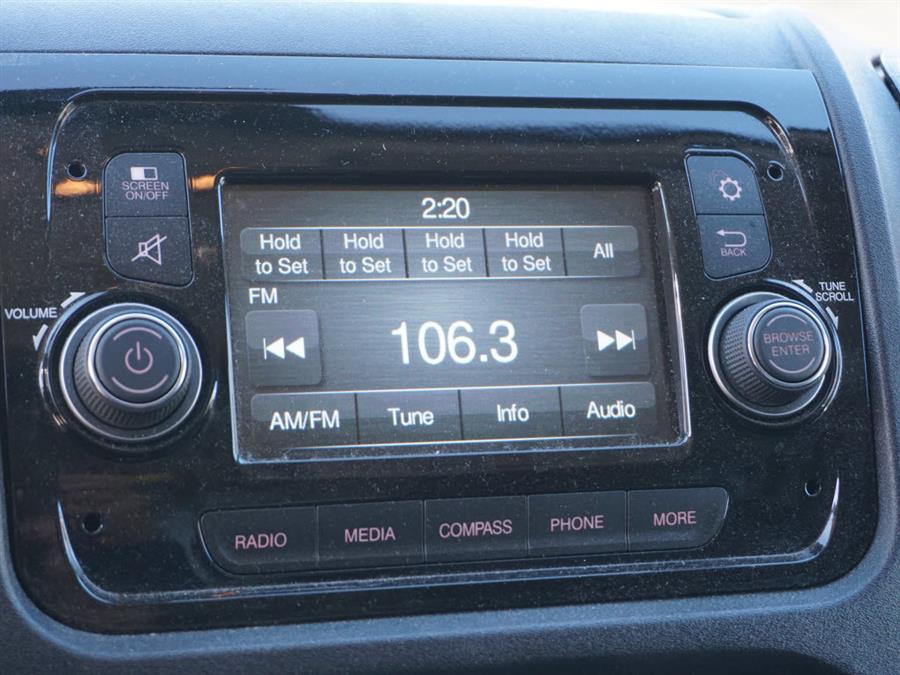 SCREEN
ON/OFF
2:20
Hold
to Set
Hold
to Set
Hold
to Set
Hold
to Set
All
BACK
VOLUME
TUNE
SCROLL
FM
106.3
BROWSE
ENTER
AM/FM
Tune
Info
Audio
RADIO
MEDIA
COMPASS
PHONE
MORE